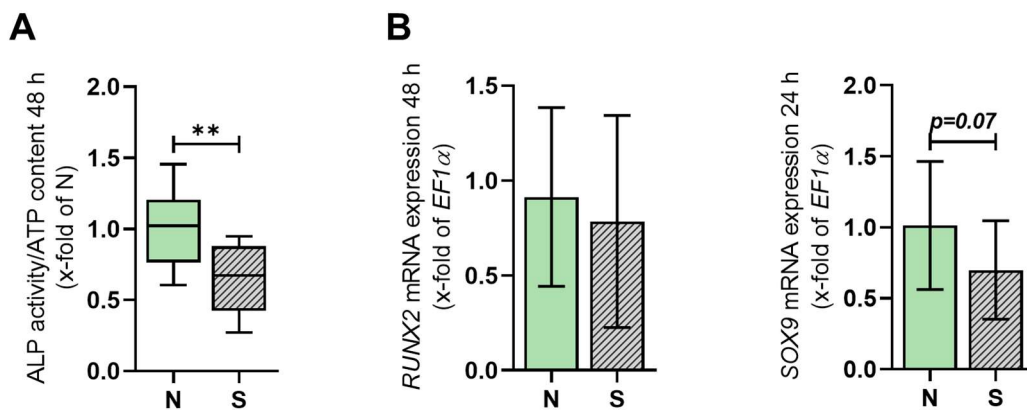 A
ALP activity/ATP content 48 h
(x-fold of N)
2.0
1.5
1.0
0.5
0.0
**
N S
B
RUNX2 mRNA expression 48 h
(x-fold of EF1α)
1.5
1.0
0.5
0.0
N S
SOX9 mRNA expression 24 h
(x-fold of EF1α)
2.0
1.5
1.0
0.5
0.0
p=0.07
N S